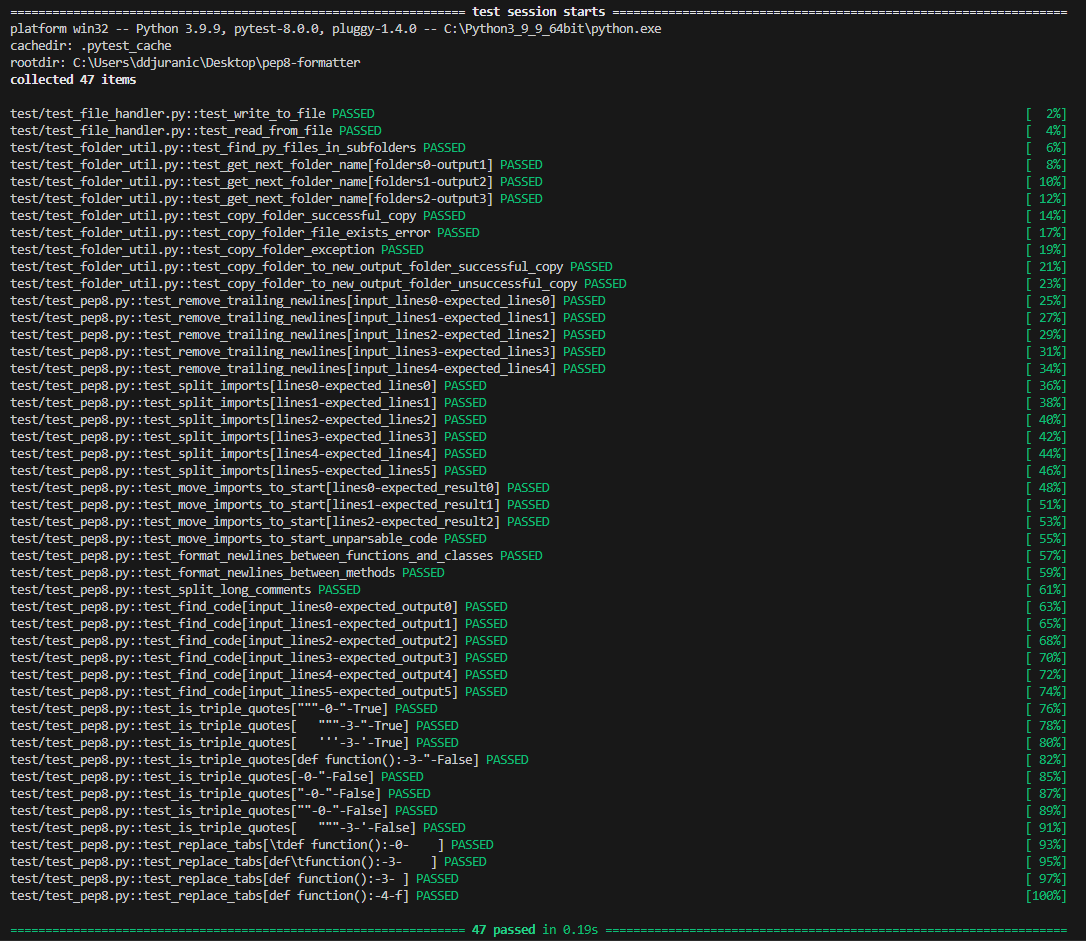 ================================================================= test session starts =================================================================
platform win32 -- Python 3.9.9, pytest-8.0.0, pluggy-1.4.0 -- C:\Python3_9_9_64bit\python.exe
cachedir: .pytest_cache
rootdir: C:\Users\ddjuranic\Desktop\pep8-formatter
collected 47 items
test/test_file_handler.py::test_write_to_file PASSED [  2%]
test/test_file_handler.py::test_read_from_file PASSED [  4%]
test/test_folder_util.py::test_find_py_files_in_subfolders PASSED [  6%]
test/test_folder_util.py::test_get_next_folder_name[folders0-output1] PASSED [  8%]
test/test_folder_util.py::test_get_next_folder_name[folders1-output2] PASSED [ 10%]
test/test_folder_util.py::test_get_next_folder_name[folders2-output3] PASSED [ 12%]
test/test_folder_util.py::test_copy_folder_successful_copy PASSED [ 14%]
test/test_folder_util.py::test_copy_folder_file_exists_error PASSED [ 17%]
test/test_folder_util.py::test_copy_folder_exception PASSED [ 19%]
test/test_folder_util.py::test_copy_folder_to_new_output_folder_successful_copy PASSED [ 21%]
test/test_folder_util.py::test_copy_folder_to_new_output_folder_unsuccessful_copy PASSED [ 23%]
test/test_pep8.py::test_remove_trailing_newlines[input_lines0-expected_lines0] PASSED [ 25%]
test/test_pep8.py::test_remove_trailing_newlines[input_lines1-expected_lines1] PASSED [ 27%]
test/test_pep8.py::test_remove_trailing_newlines[input_lines2-expected_lines2] PASSED [ 29%]
test/test_pep8.py::test_remove_trailing_newlines[input_lines3-expected_lines3] PASSED [ 31%]
test/test_pep8.py::test_remove_trailing_newlines[input_lines4-expected_lines4] PASSED [ 34%]
test/test_pep8.py::test_split_imports[lines0-expected_lines0] PASSED [ 36%]
test/test_pep8.py::test_split_imports[lines1-expected_lines1] PASSED [ 38%]
test/test_pep8.py::test_split_imports[lines2-expected_lines2] PASSED [ 40%]
test/test_pep8.py::test_split_imports[lines3-expected_lines3] PASSED [ 42%]
test/test_pep8.py::test_split_imports[lines4-expected_lines4] PASSED [ 44%]
test/test_pep8.py::test_split_imports[lines5-expected_lines5] PASSED [ 46%]
test/test_pep8.py::test_move_imports_to_start[lines0-expected_result0] PASSED [ 48%]
test/test_pep8.py::test_move_imports_to_start[lines1-expected_result1] PASSED [ 51%]
test/test_pep8.py::test_move_imports_to_start[lines2-expected_result2] PASSED [ 53%]
test/test_pep8.py::test_move_imports_to_start_unparsable_code PASSED [ 55%]
test/test_pep8.py::test_format_newlines_between_functions_and_classes PASSED [ 57%]
test/test_pep8.py::test_format_newlines_between_methods PASSED [ 59%]
test/test_pep8.py::test_split_long_comments PASSED [ 61%]
test/test_pep8.py::test_find_code[input_lines0-expected_output0] PASSED [ 63%]
test/test_pep8.py::test_find_code[input_lines1-expected_output1] PASSED [ 65%]
test/test_pep8.py::test_find_code[input_lines2-expected_output2] PASSED [ 68%]
test/test_pep8.py::test_find_code[input_lines3-expected_output3] PASSED [ 70%]
test/test_pep8.py::test_find_code[input_lines4-expected_output4] PASSED [ 72%]
test/test_pep8.py::test_find_code[input_lines5-expected_output5] PASSED [ 74%]
test/test_pep8.py::test_is_triple_quotes["""-0-"-True] PASSED [ 76%]
test/test_pep8.py::test_is_triple_quotes[   """-3-"-True] PASSED [ 78%]
test/test_pep8.py::test_is_triple_quotes[   '''-3-'-True] PASSED [ 80%]
test/test_pep8.py::test_is_triple_quotes[def function():-3-"-False] PASSED [ 82%]
test/test_pep8.py::test_is_triple_quotes[-0-"-False] PASSED [ 85%]
test/test_pep8.py::test_is_triple_quotes["-0-"-False] PASSED [ 87%]
test/test_pep8.py::test_is_triple_quotes[""-0-"-False] PASSED [ 89%]
test/test_pep8.py::test_is_triple_quotes[   """-3-'-False] PASSED [ 91%]
test/test_pep8.py::test_replace_tabs[\tdef function():-0-    ] PASSED [ 93%]
test/test_pep8.py::test_replace_tabs[def\tfunction():-3-    ] PASSED [ 95%]
test/test_pep8.py::test_replace_tabs[def function():-3- ] PASSED [ 97%]
test/test_pep8.py::test_replace_tabs[def function():-4-f] PASSED [100%]
================================================================= 47 passed in 0.19s ==================================================================